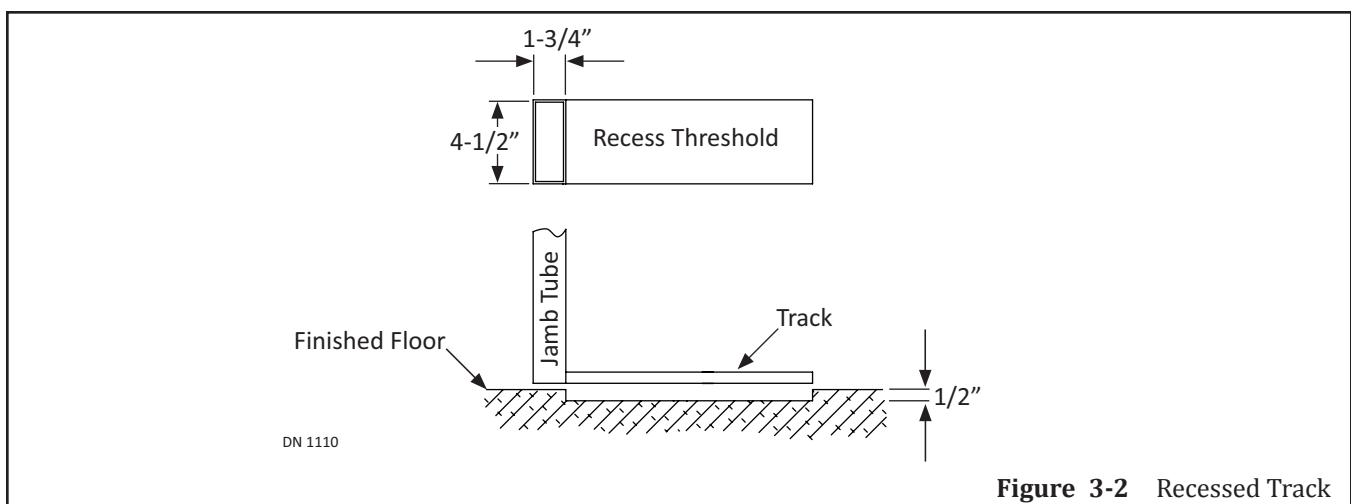 1-3/4”
4-1/2”
Recess Threshold
Jamb Tube
Track
Finished Floor
1/2”
DN 1110
Figure 3-2 Recessed Track